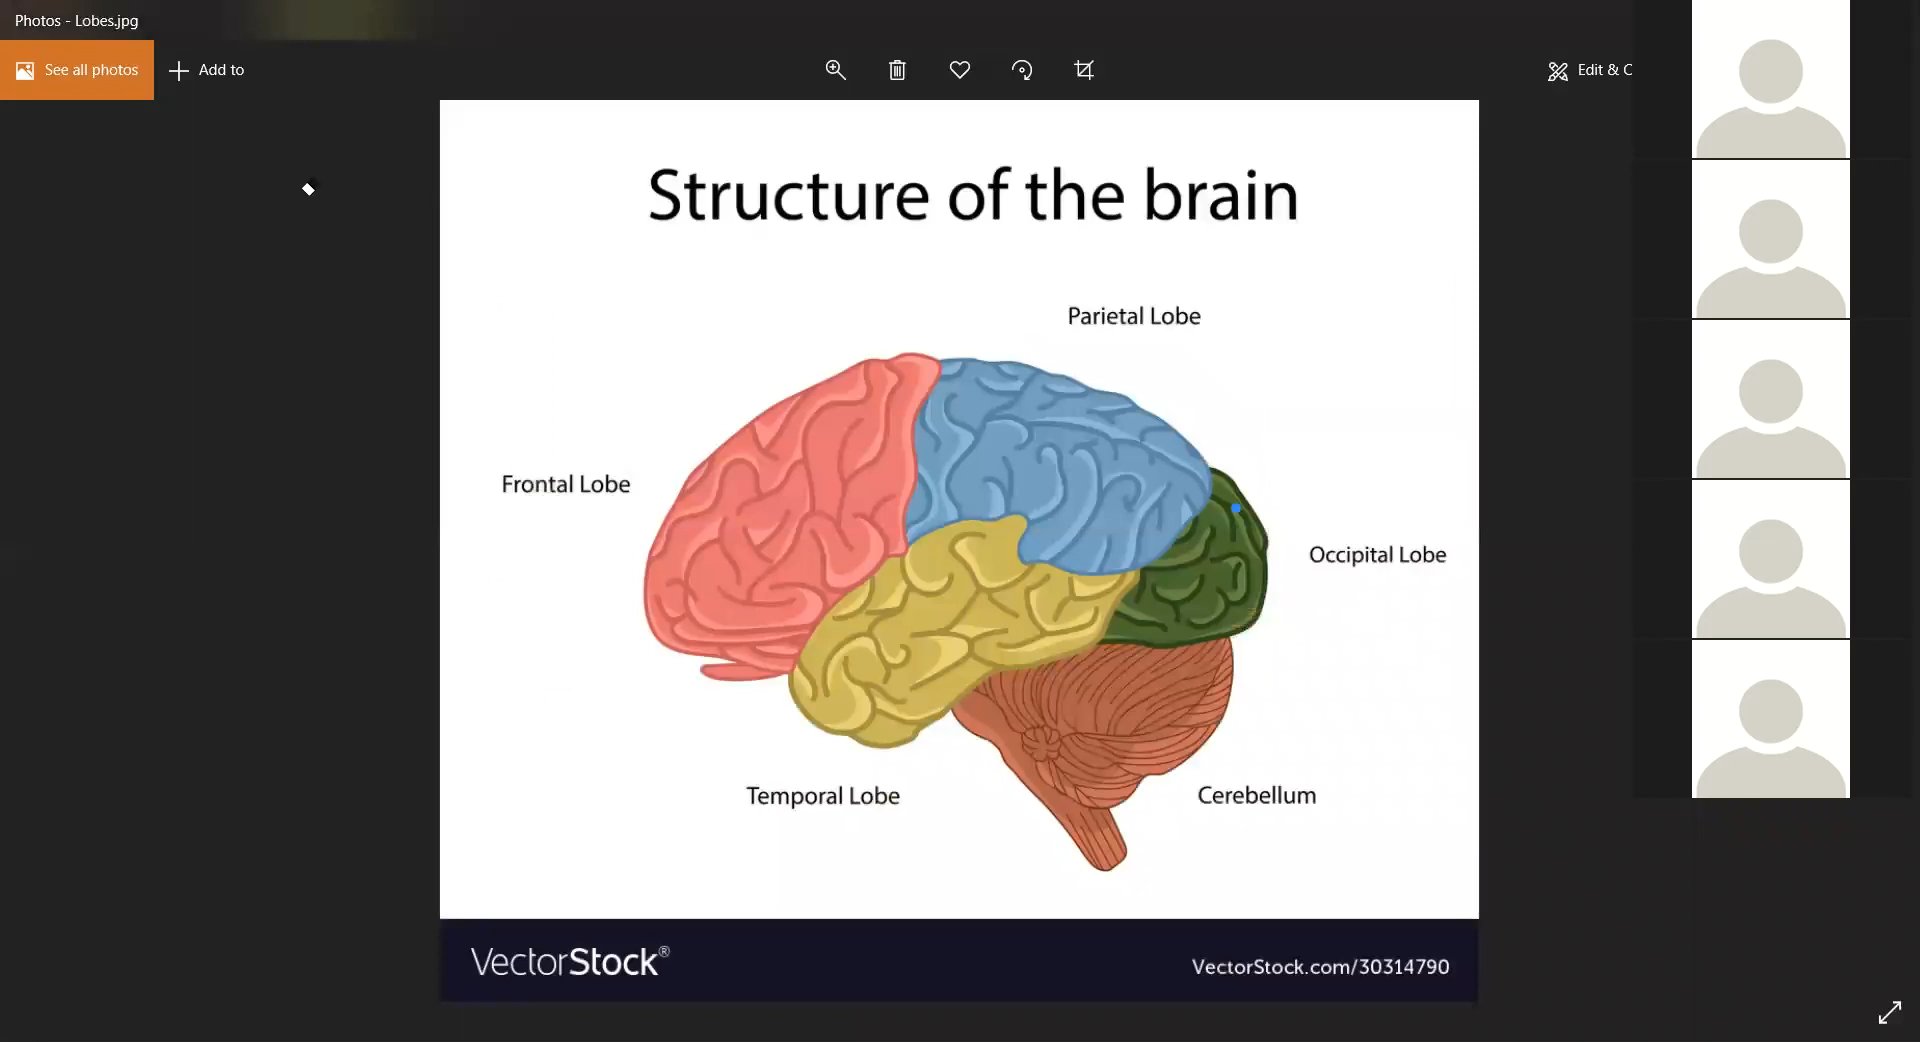 Photos - Lobes.jpg
See all photos
Add to
Edit & C
Structure of the brain
Parietal Lobe
Frontal Lobe
Occipital Lobe
Temporal Lobe
Cerebellum
VectorStock®
VectorStock.com/30314790